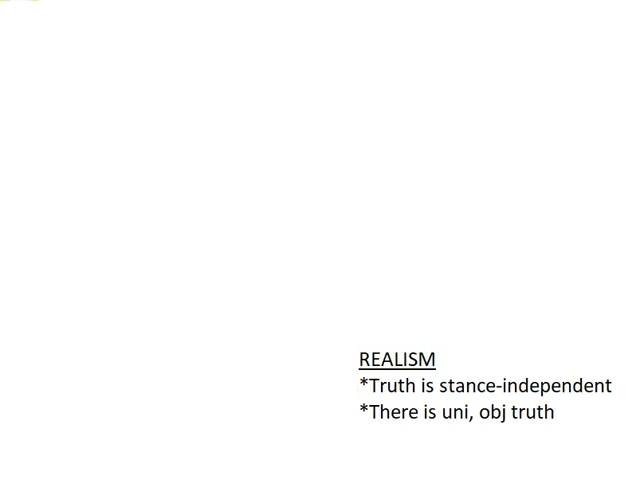 REALISM
*Truth is stance-independent
*There is uni, obj truth